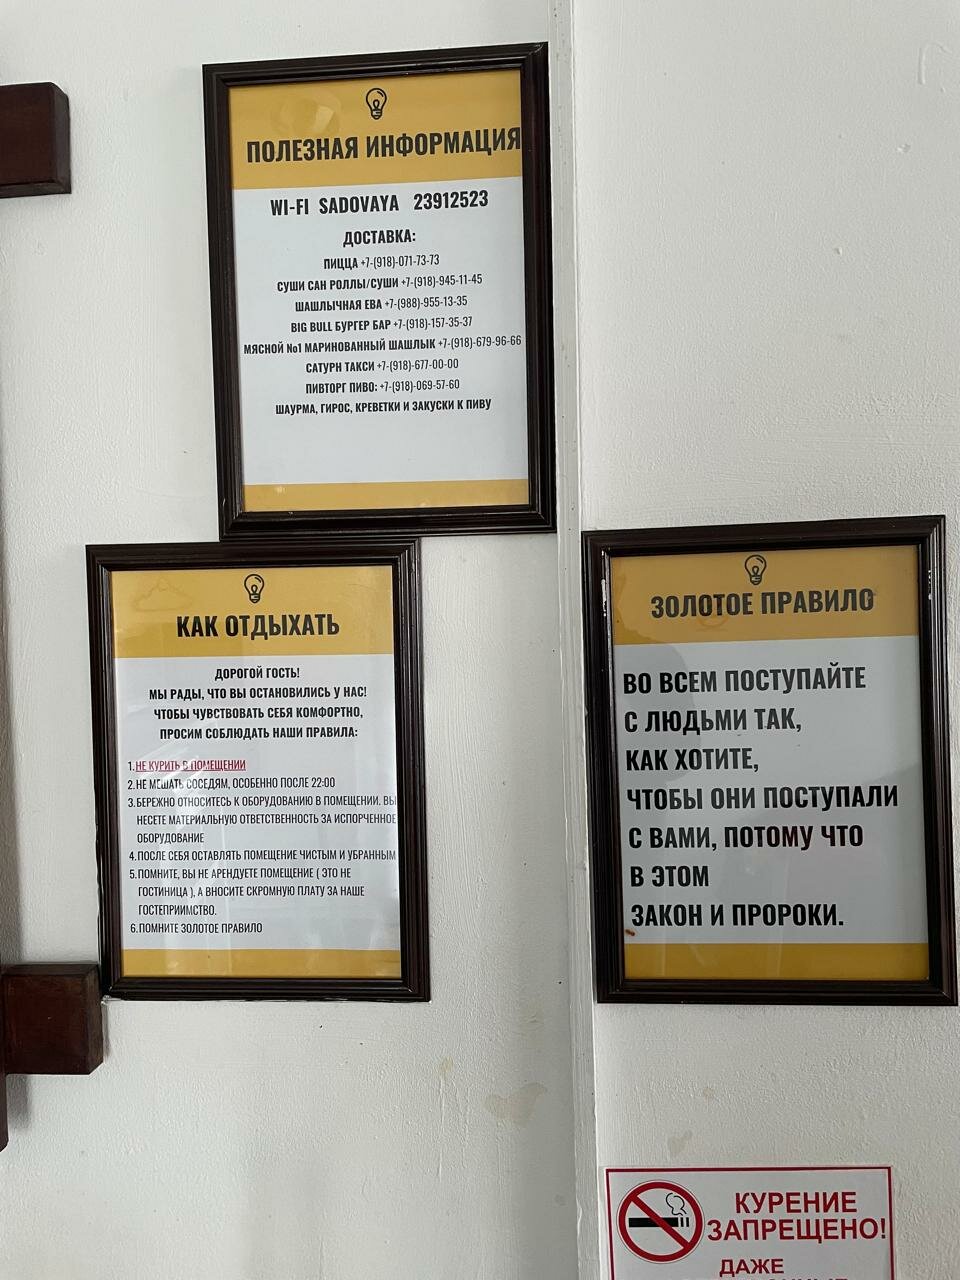 ПОЛЕЗНАЯ ИНФОРМАЦИЯ
WI-FI SADOVAYA 23912523
ДОСТАВКА:
ПИЦЦА +7-(918)-071-73-73
СУШИ САН РОЛЛЫ/СУШИ +7-(918)-945-11-45
ШАШЛЫЧНАЯ ЕВА +7-(988)-955-13-35
BIG BULL БУРГЕР БАР +7-(918)-157-35-37
МЯСНОЙ №1 МАРИНОВАННЫЙ ШАШЛЫК +7-(918)-679-96-66
САТУРН ТАКСИ +7-(918)-677-00-00
ПИВТОРГ ПИВО: +7-(918)-069-57-60
ШАУРМА, ГИРОС, КРЕВЕТКИ И ЗАКУСКИ К ПИВУ
КАК ОТДЫХАТЬ
ДОРОГОЙ ГОСТЬ!
МЫ РАДЫ, ЧТО ВЫ ОСТАНОВИЛИСЬ У НАС!
ЧТОБЫ ЧУВСТВОВАТЬ СЕБЯ КОМФОРТНО,
ПРОСИМ СОБЛЮДАТЬ НАШИ ПРАВИЛА:
1. НЕ КУРИТЬ В ПОМЕЩЕНИИ
2. НЕ МЕШАТЬ СОСЕДЯМ, ОСОБЕННО ПОСЛЕ 22:00
3. БЕРЕЖНО ОТНОСИТЕСЬ К ОБОРУДОВАНИЮ В ПОМЕЩЕНИИ. ВЫ
НЕСЕТЕ МАТЕРИАЛЬНУЮ ОТВЕТСТВЕННОСТЬ ЗА ИСПОРЧЕННОЕ
ОБОРУДОВАНИЕ
4. ПОСЛЕ СЕБЯ ОСТАВЛЯТЬ ПОМЕЩЕНИЕ ЧИСТЫМ И УБРАННЫМ
5. ПОМНИТЕ, ВЫ НЕ АРЕНДУЕТЕ ПОМЕЩЕНИЕ ( ЭТО НЕ
ГОСТИНИЦА ), А ВНОСИТЕ СКРОМНУЮ ПЛАТУ ЗА НАШЕ
ГОСТЕПРИИМСТВО.
6. ПОМНИТЕ ЗОЛОТОЕ ПРАВИЛО
ЗОЛОТОЕ ПРАВИЛО
ВО ВСЕМ ПОСТУПАЙТЕ
С ЛЮДЬМИ ТАК,
КАК ХОТИТЕ,
ЧТОБЫ ОНИ ПОСТУПАЛИ
С ВАМИ, ПОТОМУ ЧТО
В ЭТОМ
ЗАКОН И ПРОРОКИ.
КУРЕНИЕ
ЗАПРЕЩЕНО!
ДАЖЕ